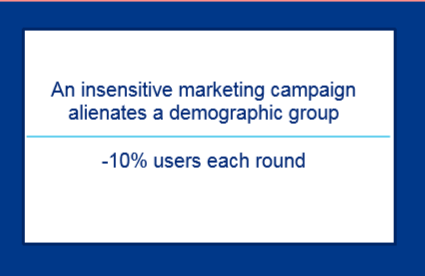 An insensitive marketing campaign
alienates a demographic group
-10% users each round